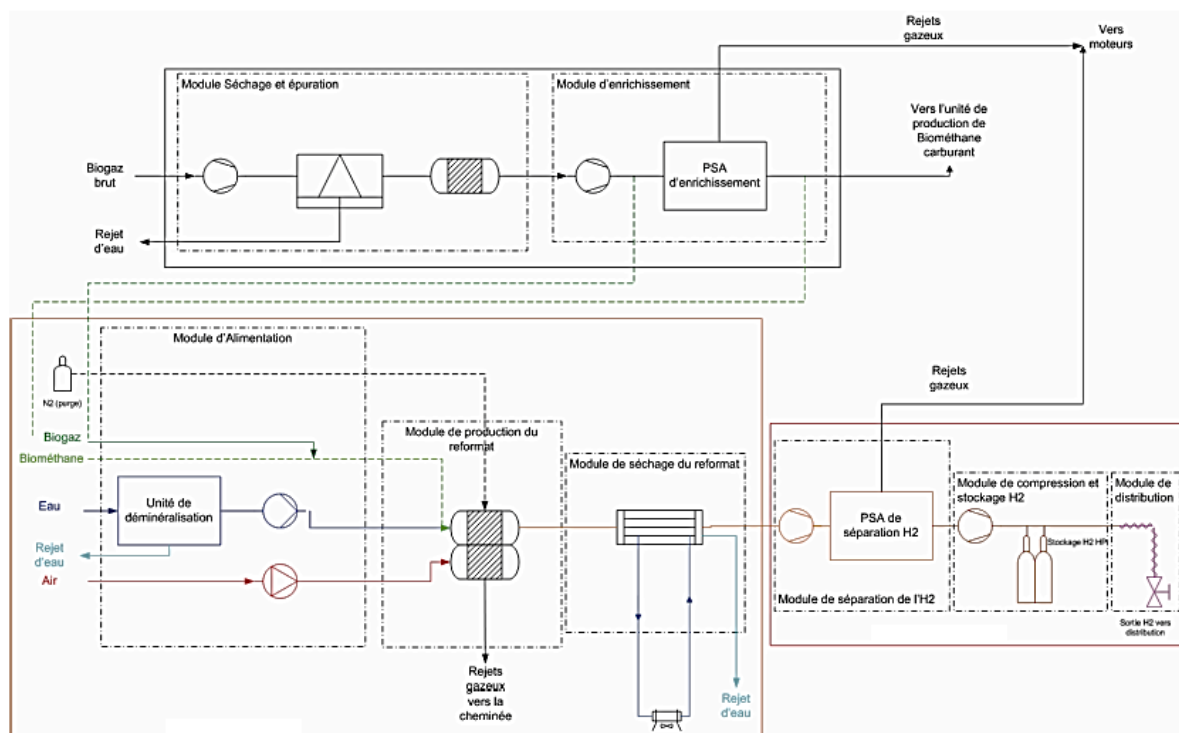 Rejets
gazeux
Vers
moteurs
Module Séchage et épuration
Module d'enrichissement
Vers l'unité de
production de
Biométhane
carburant
Biogaz
brut
PSA
d'enrichissement
Rejet
d'eau
Module d'Alimentation
N2 (purge)
Rejets
gazeux
Biogaz
Module de production du
reformat
Biométhane
Module de séchage du reformat
Module de compression et
stockage H2
Module de
distribution
Eau
Unité de
déminéralisation
PSA de
séparation H2
Rejet
d'eau
Stockage H2 HP
Air
Module de séparation de l'H2
Sortie H2 vers
distribution
Rejets
gazeux
vers la
cheminée
Rejet
d'eau